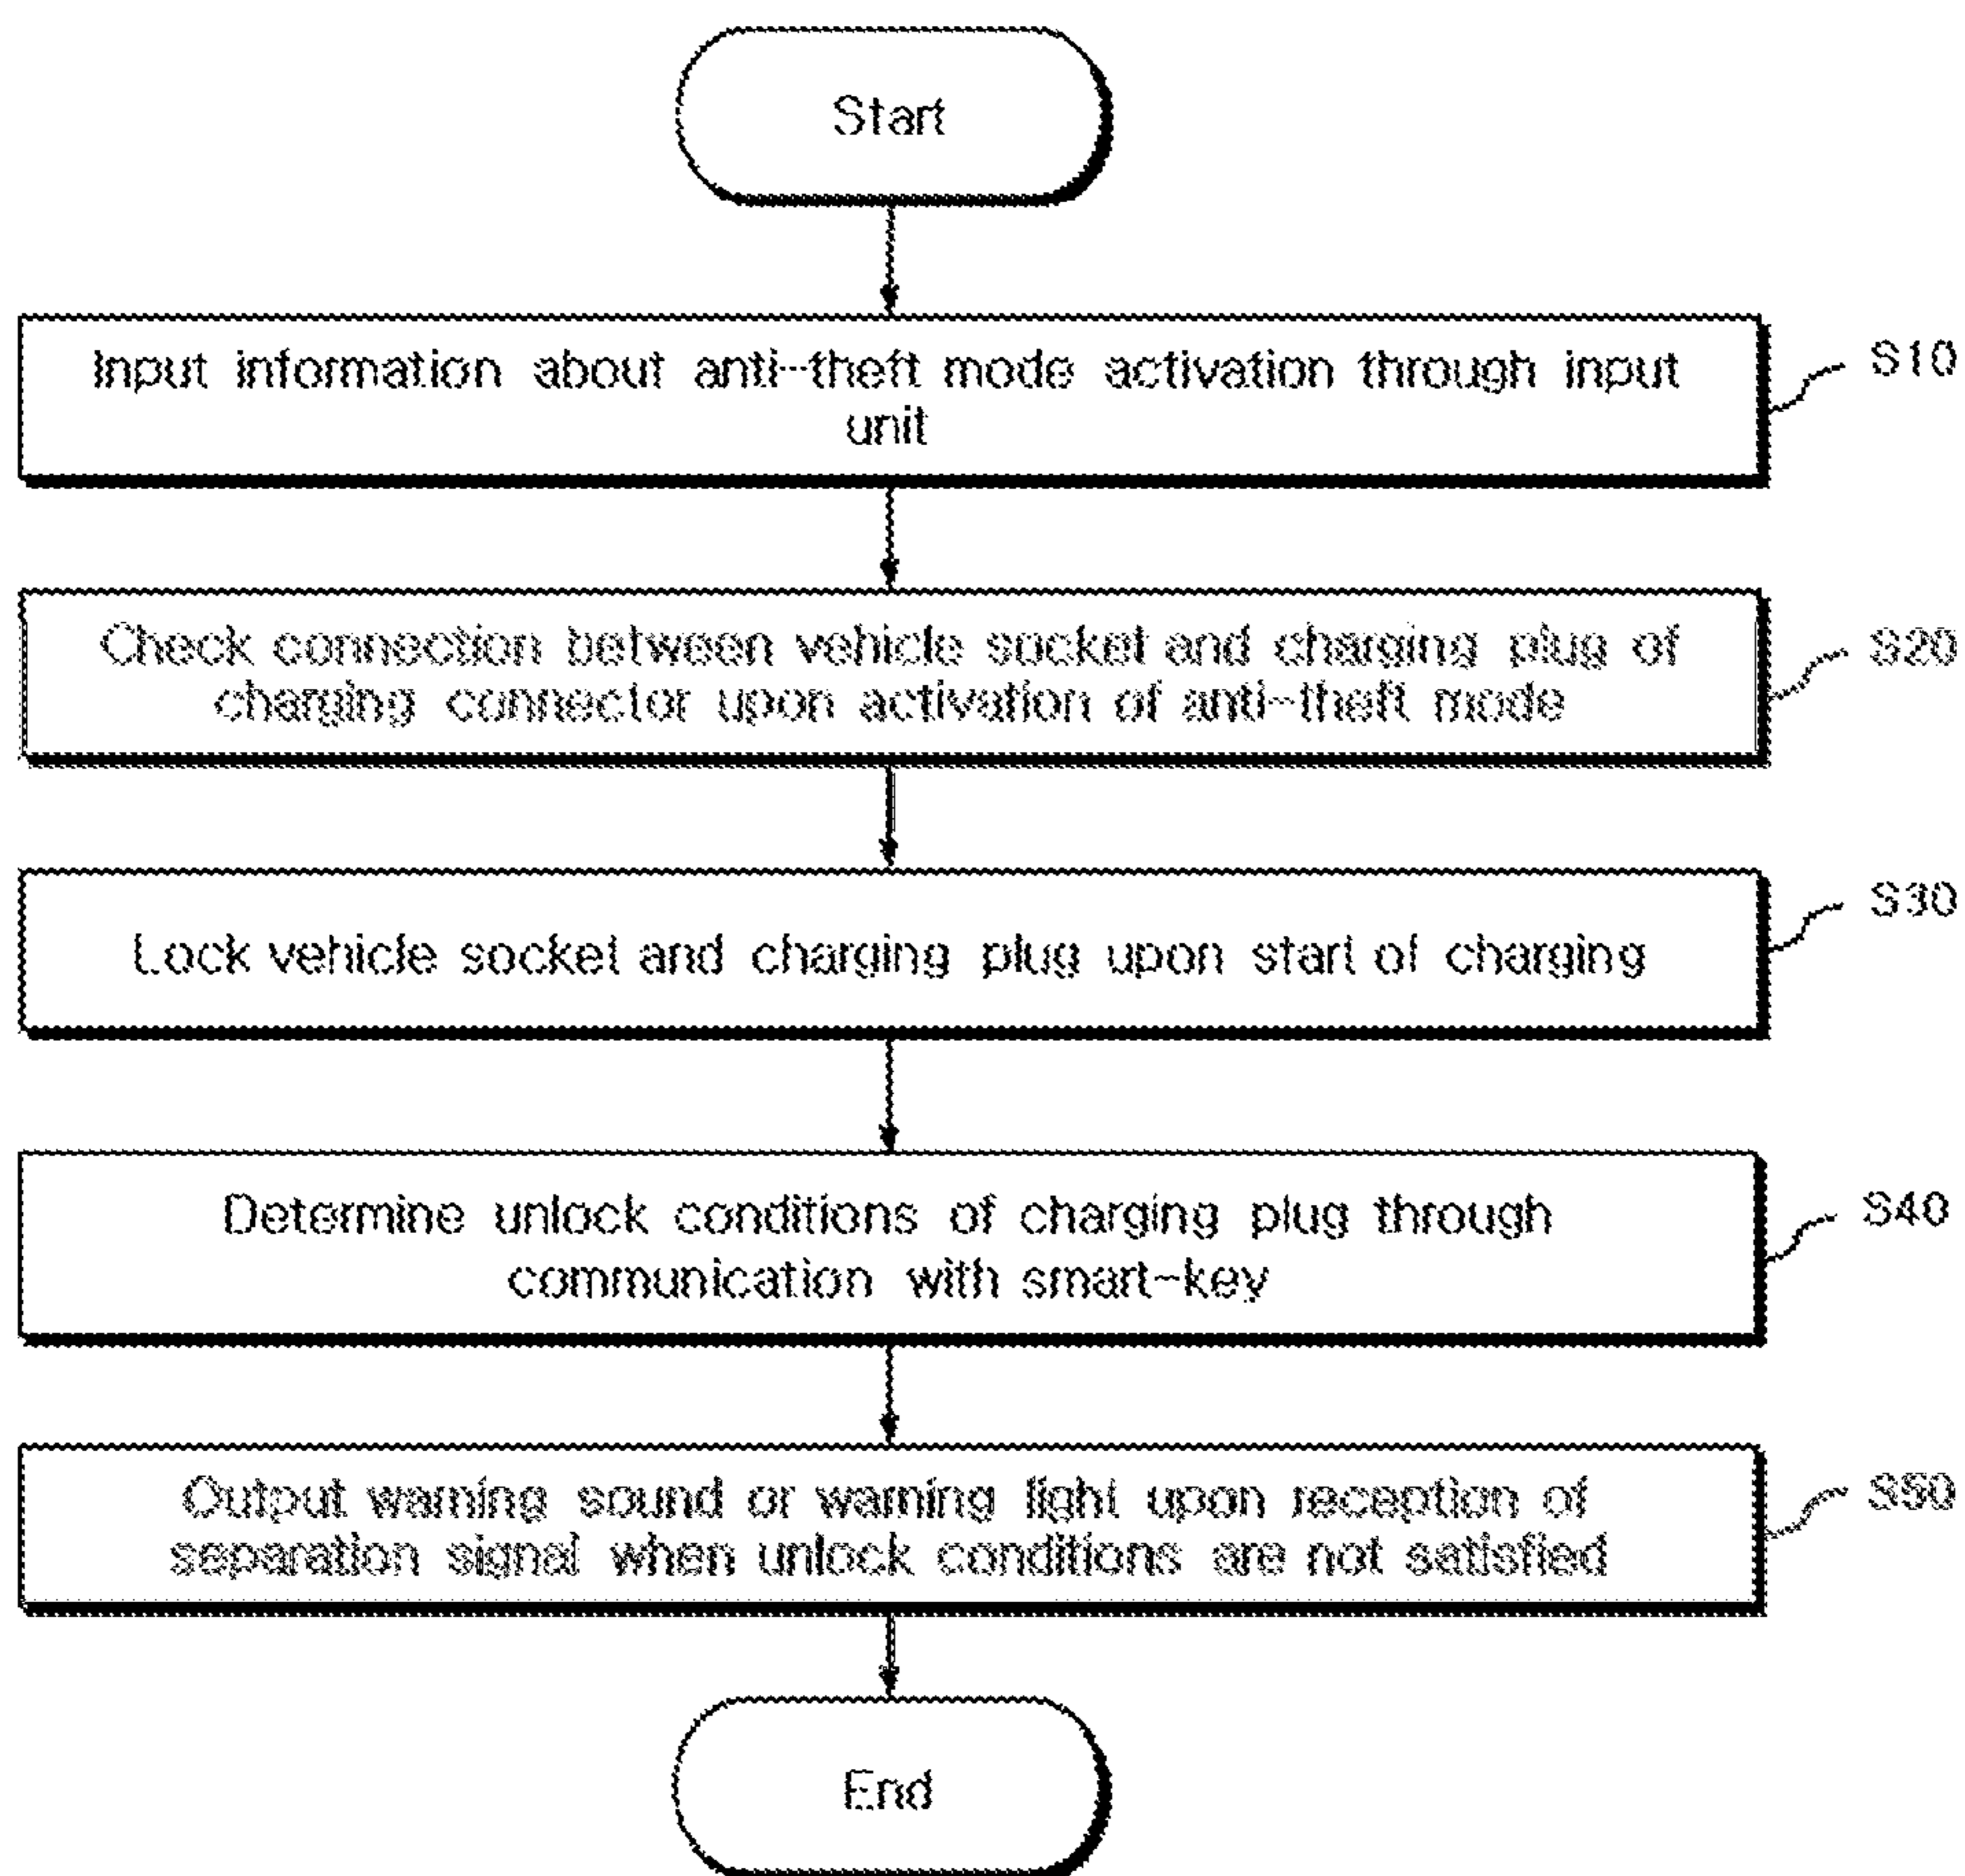 Start
Input information about anti-theft mode activation through input
unit
S10
Check connection between vehicle socket and charging plug of
charging connector upon activation of anti-theft mode
S20
Lock vehicle socket and charging plug upon start of charging
S30
Determine unlock conditions of charging plug through
communication with smart-key
S40
Output warning sound or warning light upon reception of
separation signal when unlock conditions are not satisfied
S50
End